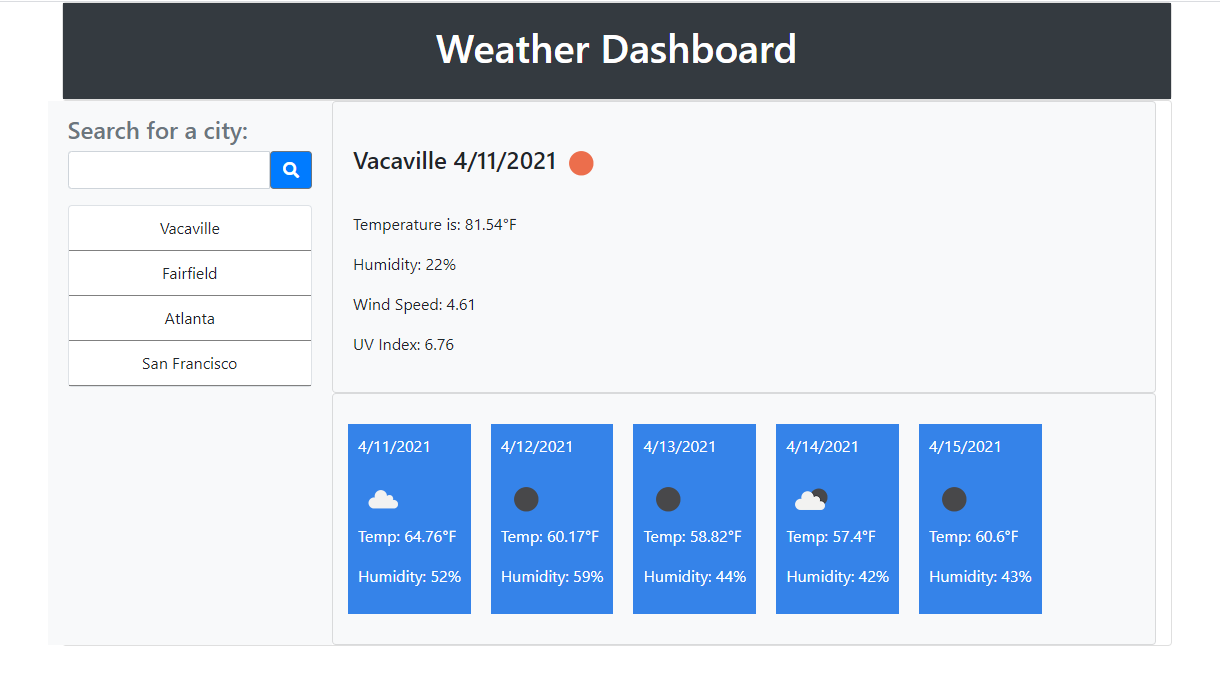 Weather Dashboard
Search for a city:
Vacaville
Fairfield
Atlanta
San Francisco
Vacaville 4/11/2021
Temperature is: 81.54°F
Humidity: 22%
Wind Speed: 4.61
UV Index: 6.76
4/11/2021
Temp: 64.76°F
Humidity: 52%
4/12/2021
Temp: 60.17°F
Humidity: 59%
4/13/2021
Temp: 58.82°F
Humidity: 44%
4/14/2021
Temp: 57.4°F
Humidity: 42%
4/15/2021
Temp: 60.6°F
Humidity: 43%